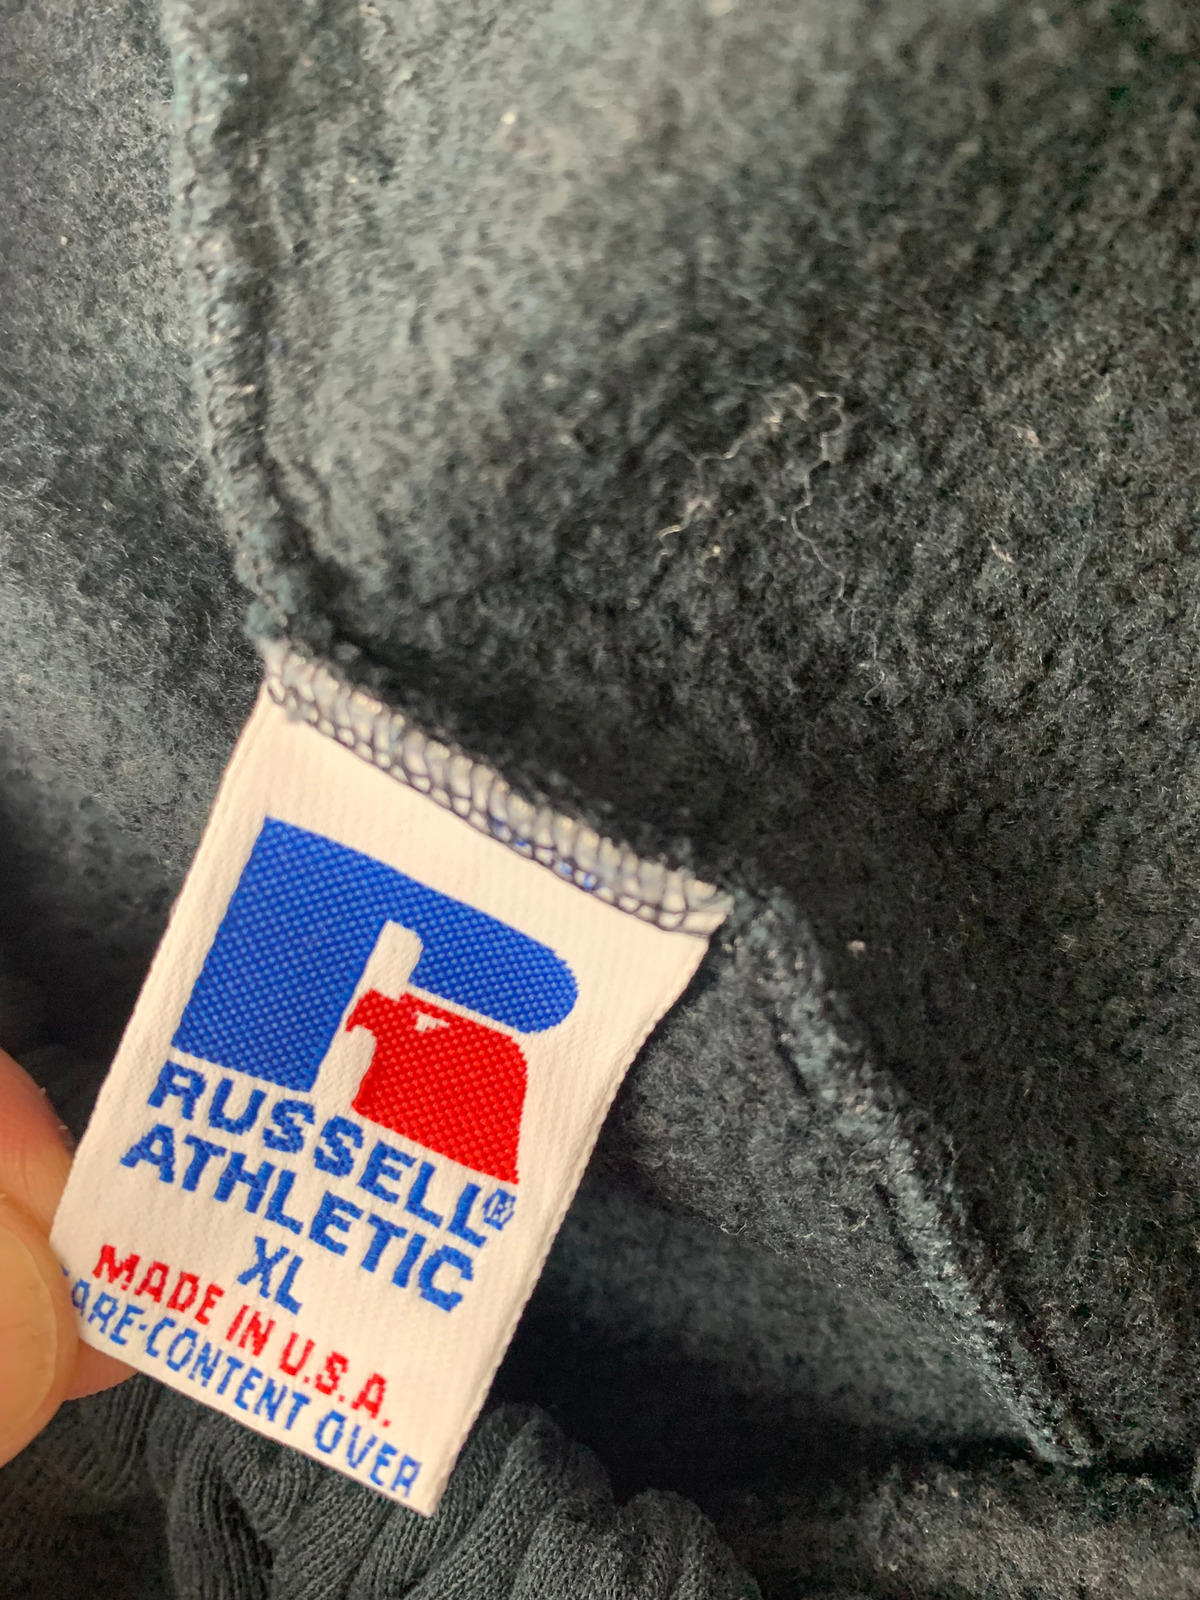 RUSSELL®
ATHLETIC
XL
MADE IN U.S.A.
CARE-CONTENT OVER